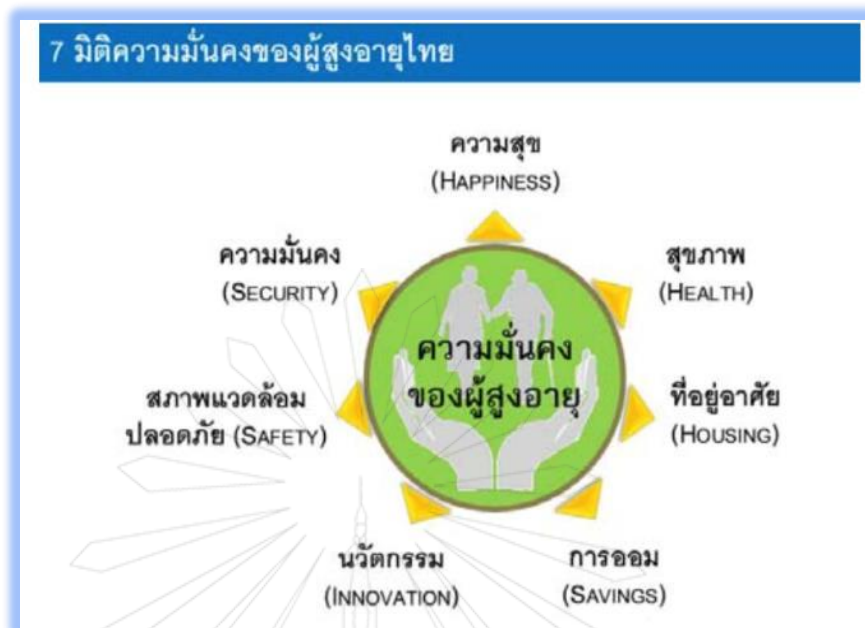 7 มิติความมั่นคงของผู้สูงอายุไทย
ความสุข
(HAPPINESS)
ความมั่นคง
(SECURITY)
สุขภาพ
(HEALTH)
ความมั่นคง
ของผู้สูงอายุ
สภาพแวดล้อม
ปลอดภัย (SAFETY)
ที่อยู่อาศัย
(HOUSING)
นวัตกรรม
(INNOVATION)
การออม
(SAVINGS)